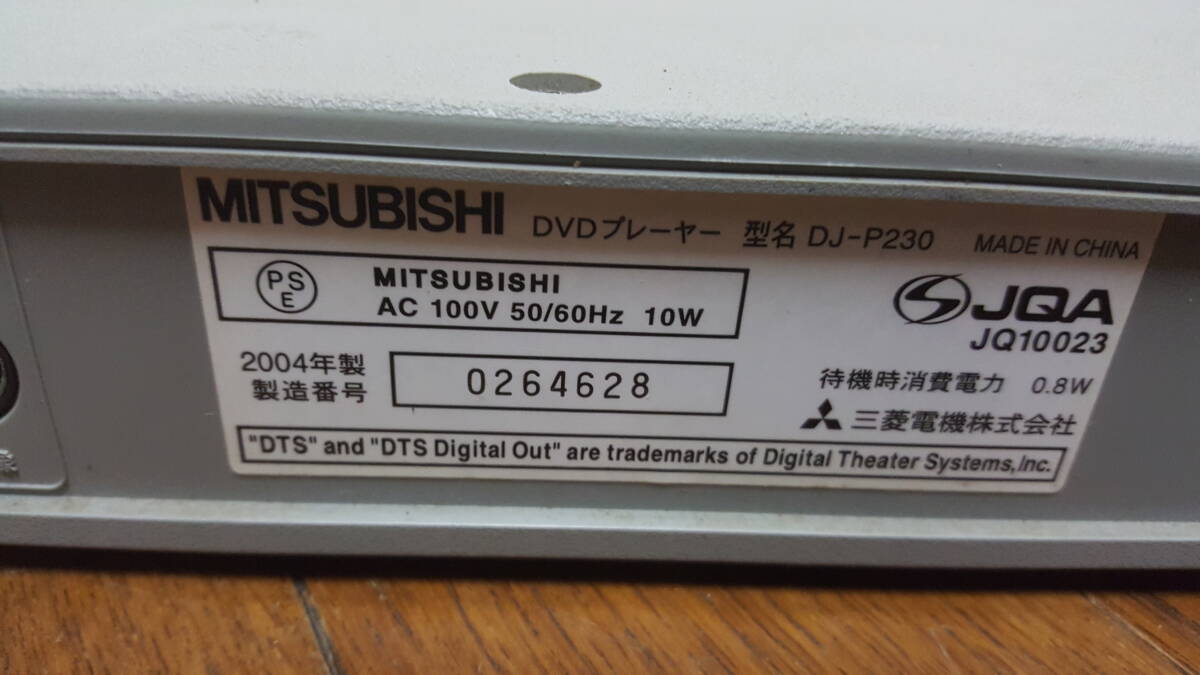 MITSUBISHI DVDプレーヤー 型名 DJ-P230 MADE IN CHINA
PS
E
MITSUBISHI
AC 100V 50/60Hz 10W
JQA
JQ10023
2004年製
製造番号 0264628
待機時消費電力 0.8W
三菱電機株式会社
"DTS" and "DTS Digital Out" are trademarks of Digital Theater Systems,Inc.